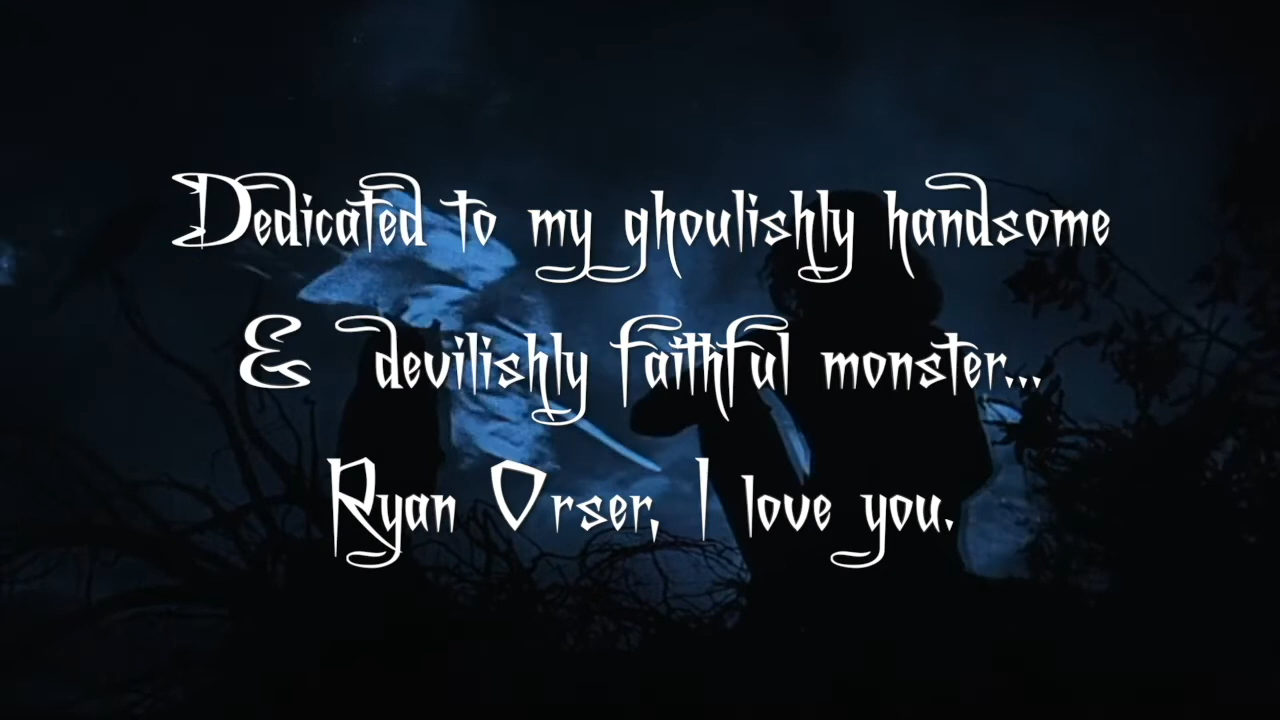 Dedicated to my ghoulishly handsome
& devilishly faithful monster...
Ryan Orser, I love you.